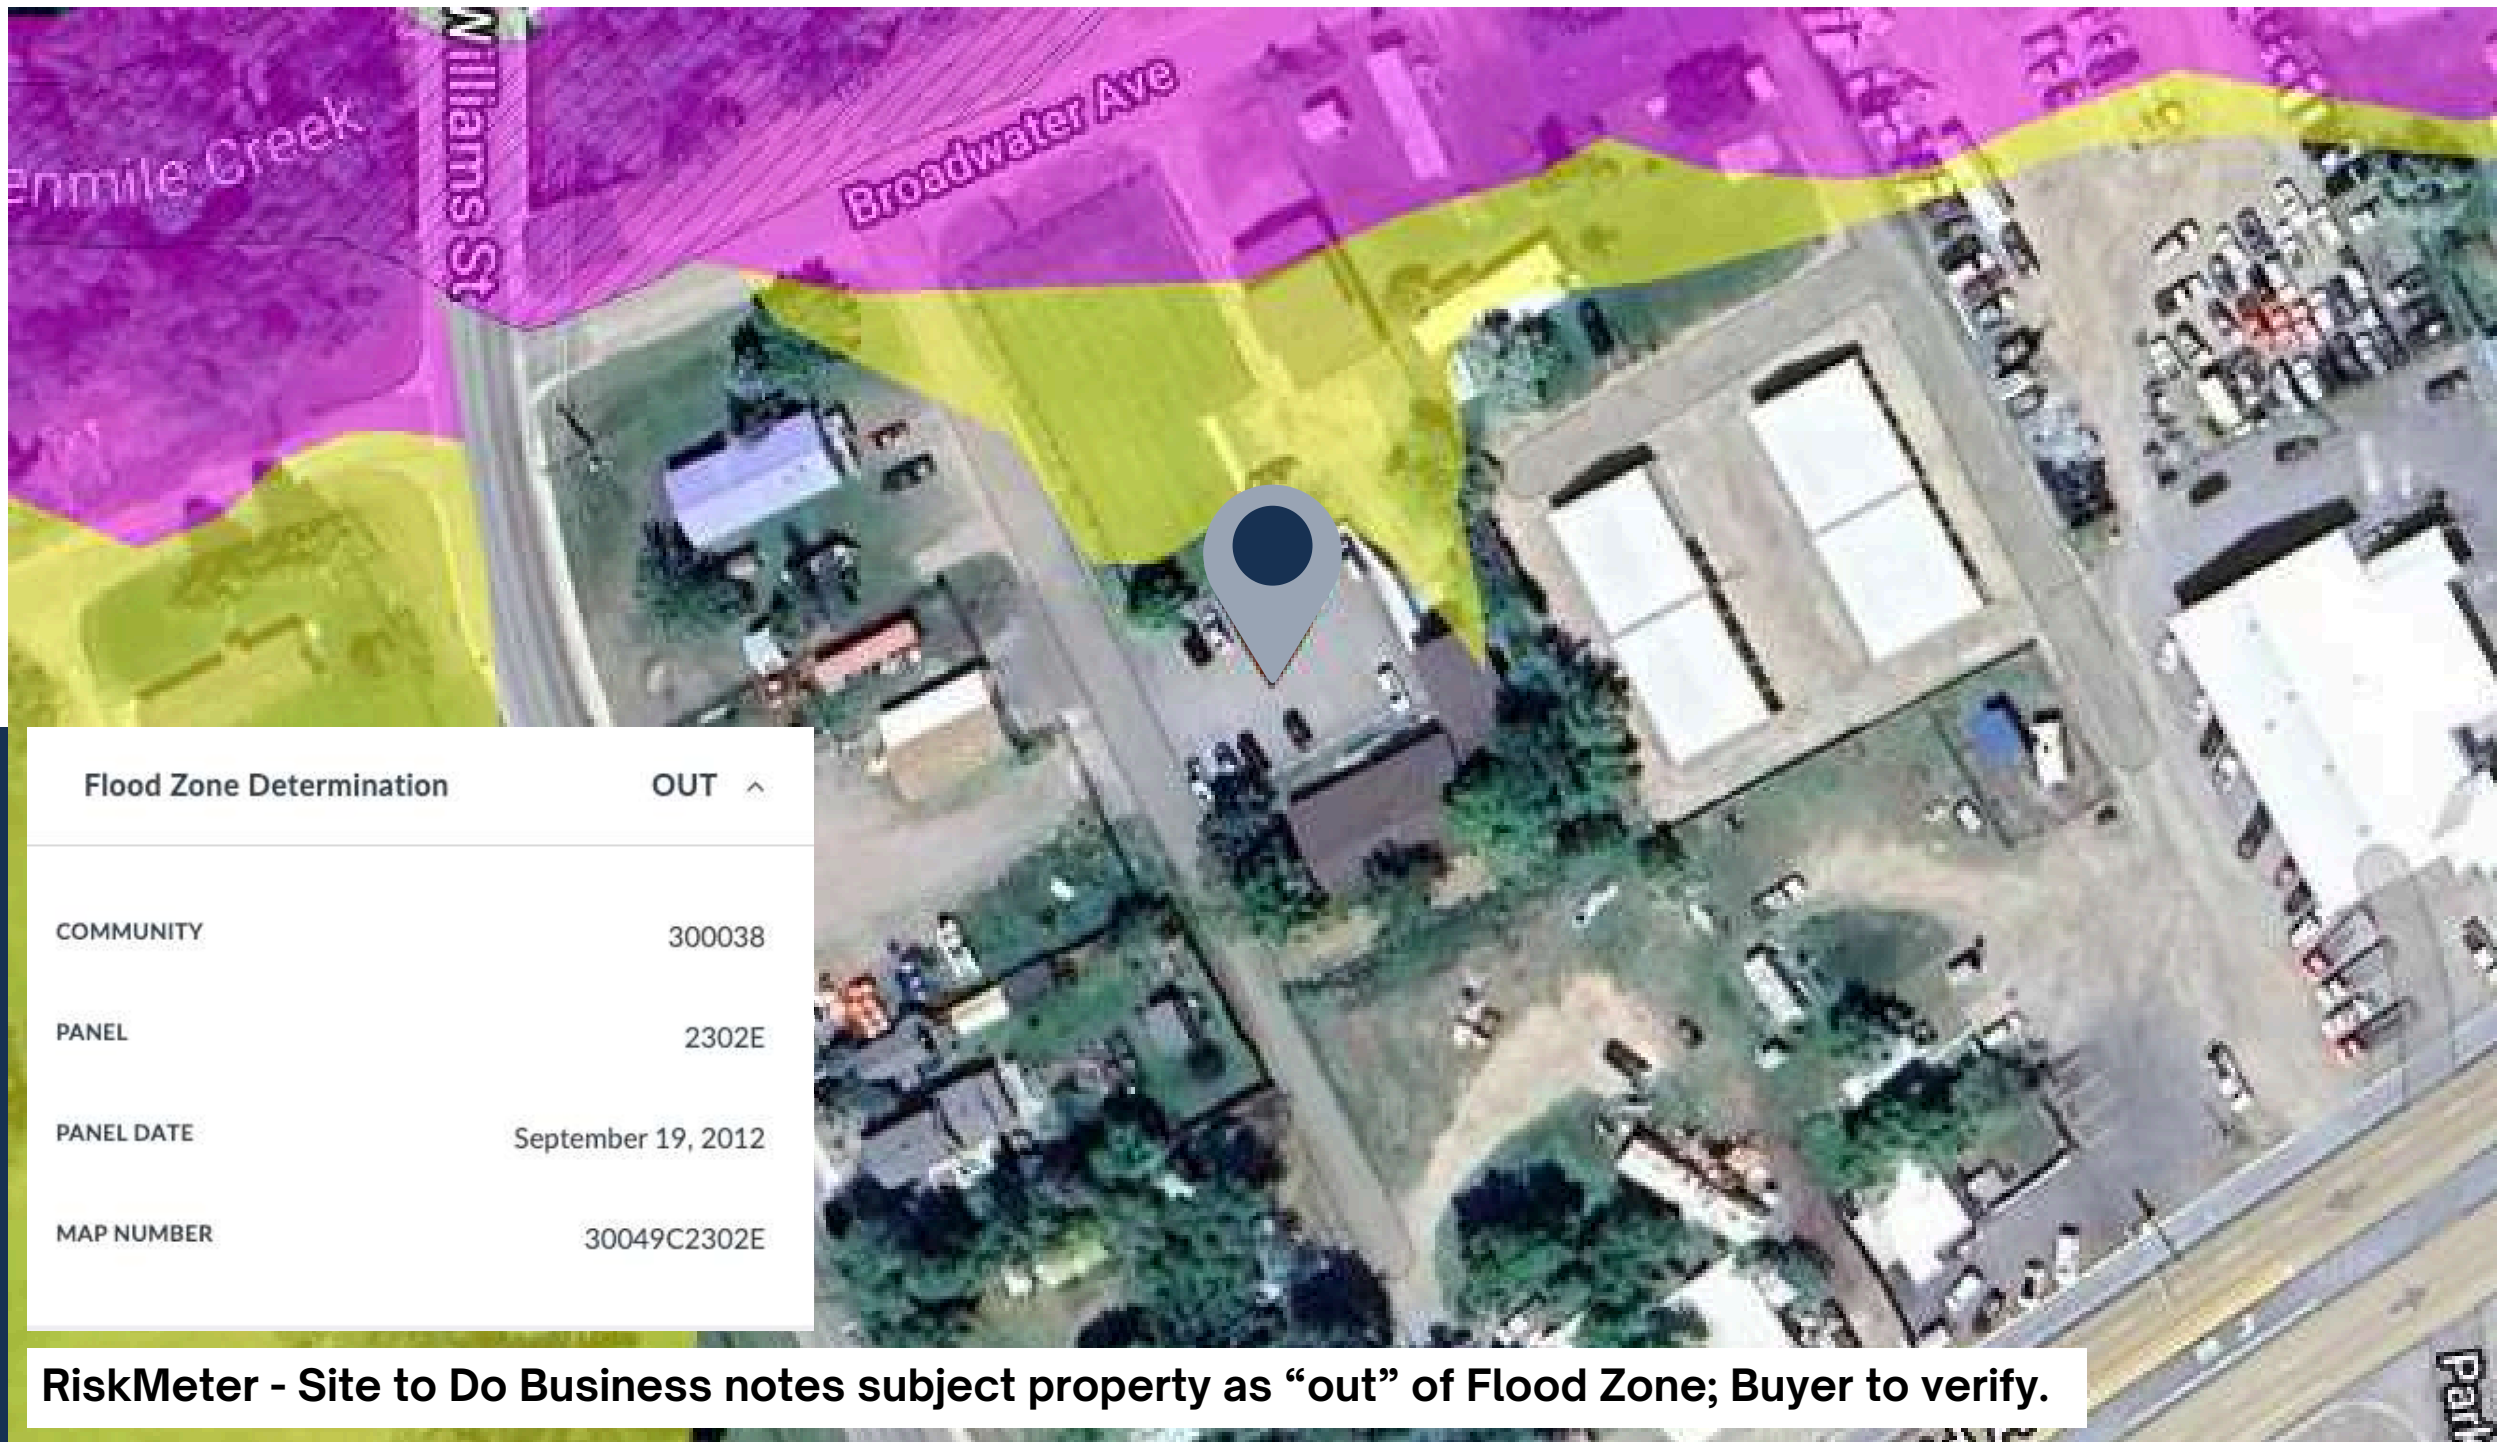 Williams St
enmile Creek
Broadwater Ave
Flood Zone Determination OUT
COMMUNITY 300038
PANEL 2302E
PANEL DATE September 19, 2012
MAP NUMBER 30049C2302E
RiskMeter - Site to Do Business notes subject property as “out” of Flood Zone; Buyer to verify.
Park